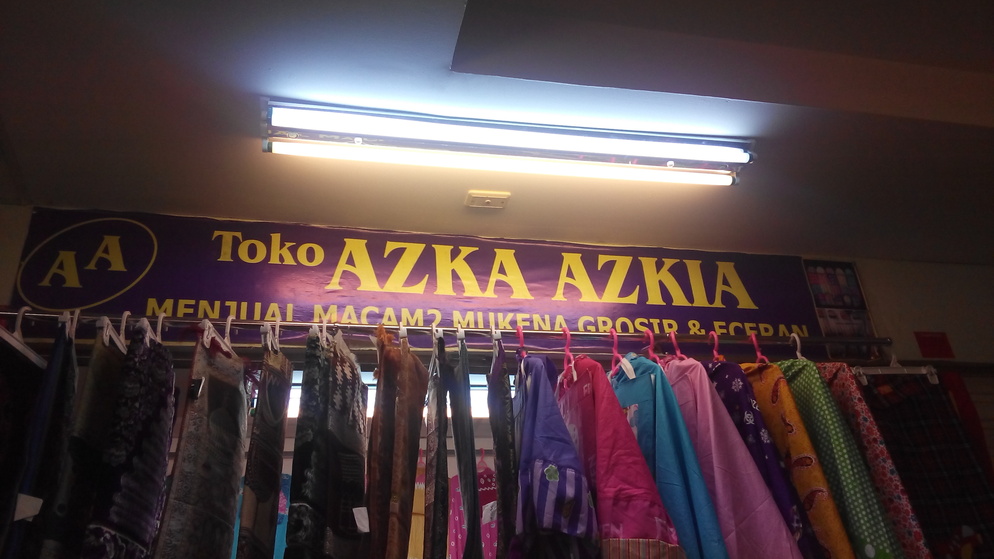 AA
Toko AZKA AZKIA
MENJUAL MACAM2 MUKENA GROSIR & ECERAN